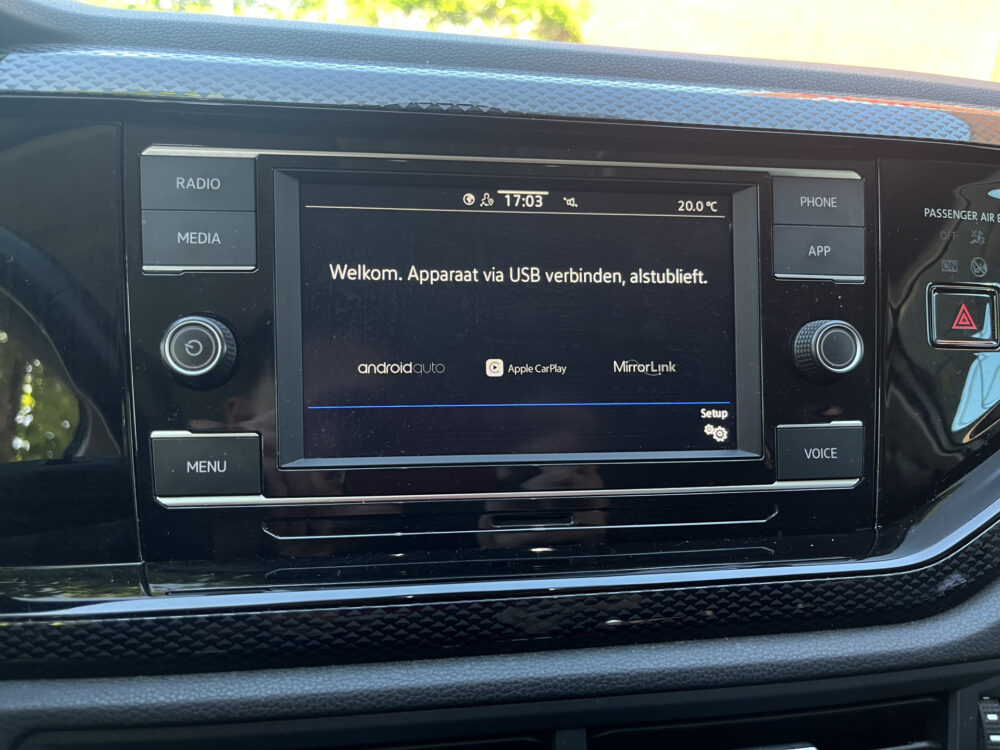 RADIO
MEDIA
MENU
17:03
20.0 °C
Welkom. Apparaat via USB verbinden, alstublieft.
androidauto
Apple CarPlay
MirrorLink
Setup
PHONE
APP
VOICE
PASSENGER AIR
OFF
ON